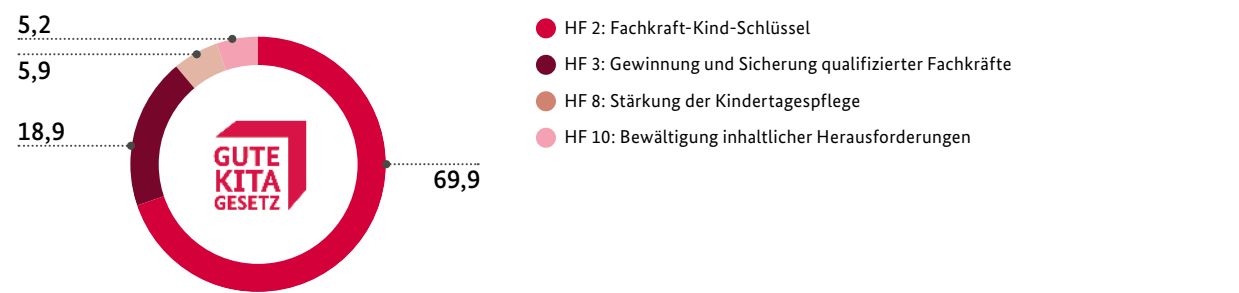 5,2
5,9
18,9
69,9
GUTE
KITA
GESETZ
HF 2: Fachkraft-Kind-Schlüssel
HF 3: Gewinnung und Sicherung qualifizierter Fachkräfte
HF 8: Stärkung der Kindertagespflege
HF 10: Bewältigung inhaltlicher Herausforderungen